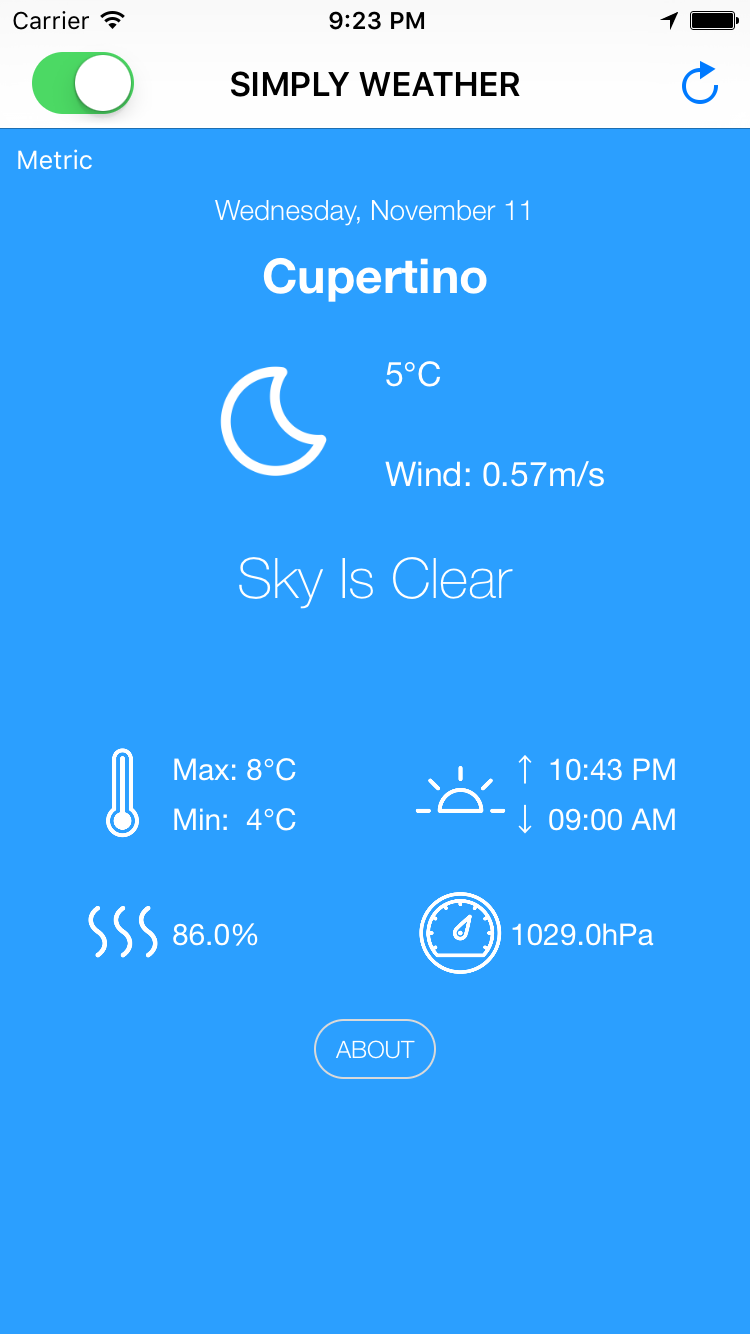 Carrier 9:23 PM
SIMPLY WEATHER
Metric
Wednesday, November 11
Cupertino
5°C
Wind: 0.57m/s
Sky Is Clear
Max: 8°C ↑ 10:43 PM
Min: 4°C ↓ 09:00 AM
86.0% 1029.0hPa
ABOUT